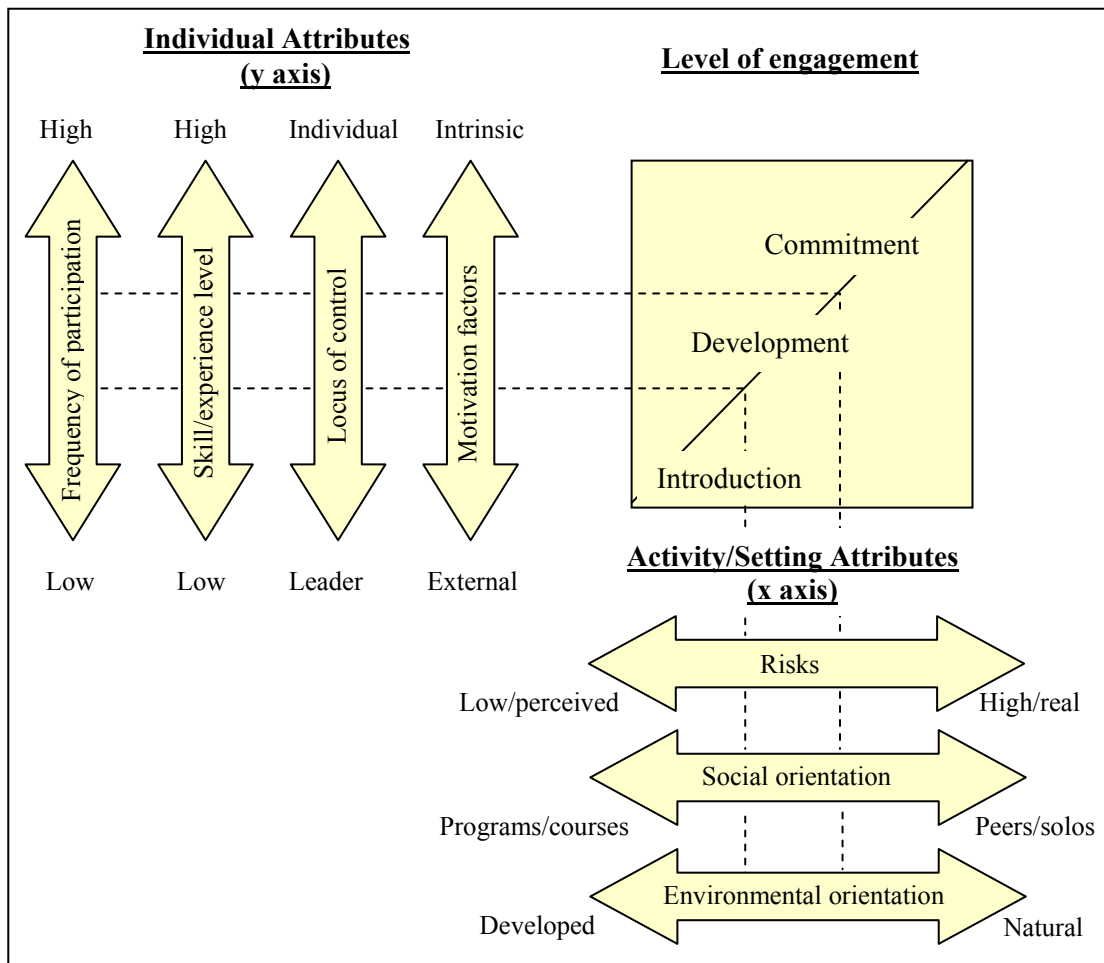 Individual Attributes
(y axis)
Level of engagement
High
High
Individual
Intrinsic
Frequency of participation
Skill/experience level
Locus of control
Motivation factors
Low
Low
Leader
External
Commitment
Development
Introduction
Activity/Setting Attributes
(x axis)
Risks
Low/perceived
High/real
Social orientation
Programs/courses
Peers/solos
Environmental orientation
Developed
Natural